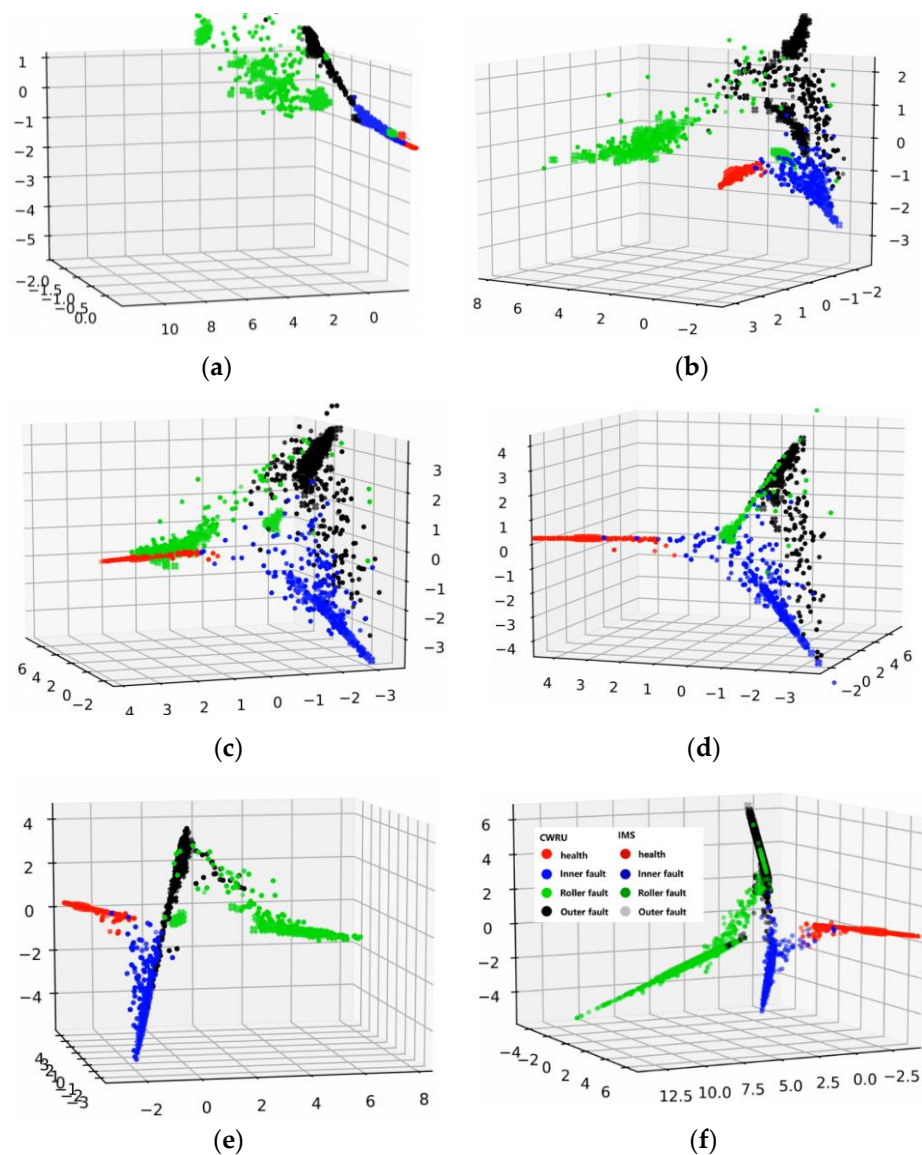 1
0
−1
−2
−3
−4
−5
−2.0
−1.5
−0.5
0.0
10 8 6 4 2 0
(a)
2
1
0
−1
−2
−3
8 6 4 2 0 −2
3 2 1 0 −1 −2
(b)
3
2
1
0
−1
−2
−3
6 4 2 0 −2
4 3 2 1 0 −1 −2 −3
(c)
4
3
2
1
0
−1
−2
−3
−4
4 3 2 1 0 −1 −2 −3
−2 0 2 4 6
(d)
4
2
0
−2
−4
−2 0 2 4 6 8
(e)
6
4
2
0
−2
−4
CWRU IMS
health health
Inner fault Inner fault
Roller fault Roller fault
Outer fault Outer fault
−4 −2 0 2 4 6
12.5 10.0 7.5 5.0 2.5 0.0 −2.5
(f)